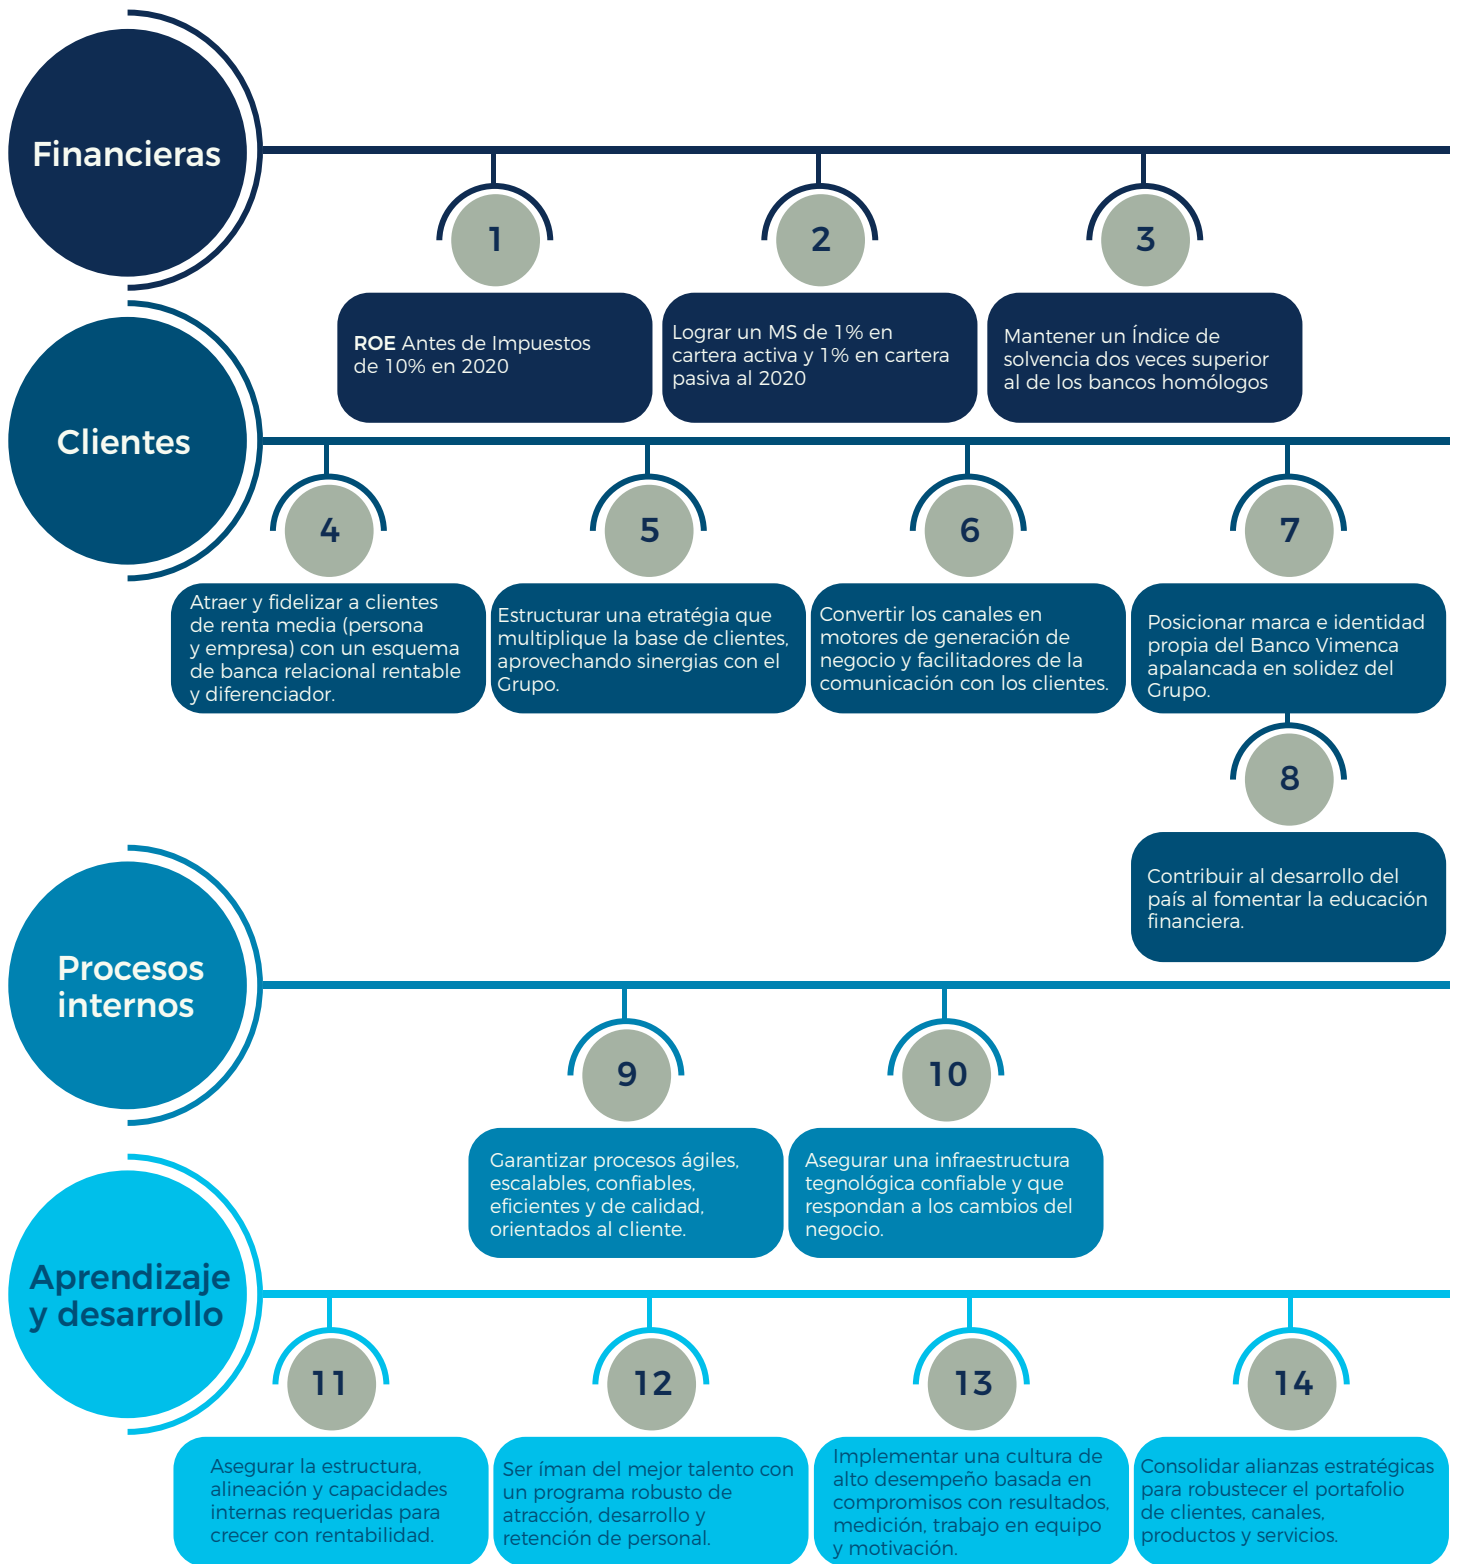 Financieras
1
2
3
ROE Antes de Impuestos
de 10% en 2020
Lograr un MS de 1% en
cartera activa y 1% en cartera
pasiva al 2020
Mantener un Índice de
solvencia dos veces superior
al de los bancos homólogos
Clientes
4
5
6
7
Atraer y fidelizar a clientes
de renta media (persona
y empresa) con un esquema
de banca relacional rentable
y diferenciador.
Estructurar una etratégia que
multiplique la base de clientes,
aprovechando sinergias con el
Grupo.
Convertir los canales en
motores de generación de
negocio y facilitadores de la
comunicación con los clientes.
Posicionar marca e identidad
propia del Banco Vimenca
apalancada en solidez del
Grupo.
8
Contribuir al desarrollo del
país al fomentar la educación
financiera.
Procesos
internos
9
10
Garantizar procesos ágiles,
escalables, confiables,
eficientes y de calidad,
orientados al cliente.
Asegurar una infraestructura
tegnológica confiable y que
respondan a los cambios del
negocio.
Aprendizaje
y desarrollo
11
12
13
14
Asegurar la estructura,
alineación y capacidades
internas requeridas para
crecer con rentabilidad.
Ser íman del mejor talento con
un programa robusto de
atracción, desarrollo y
retención de personal.
Implementar una cultura de
alto desempeño basada en
compromisos con resultados,
medición, trabajo en equipo
y motivación.
Consolidar alianzas estratégicas
para robustecer el portafolio
de clientes, canales,
productos y servicios.